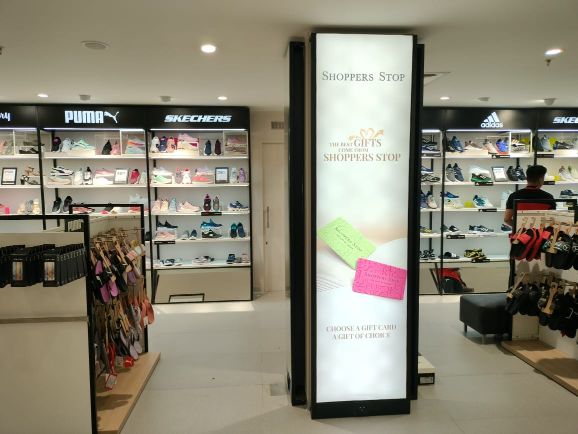 PUMA
SKECHERS
SHOPPERS STOP
THE BEST GIFTS
COME FROM
SHOPPERS STOP
CHOOSE A GIFT CARD
A GIFT OF CHOICE
adidas